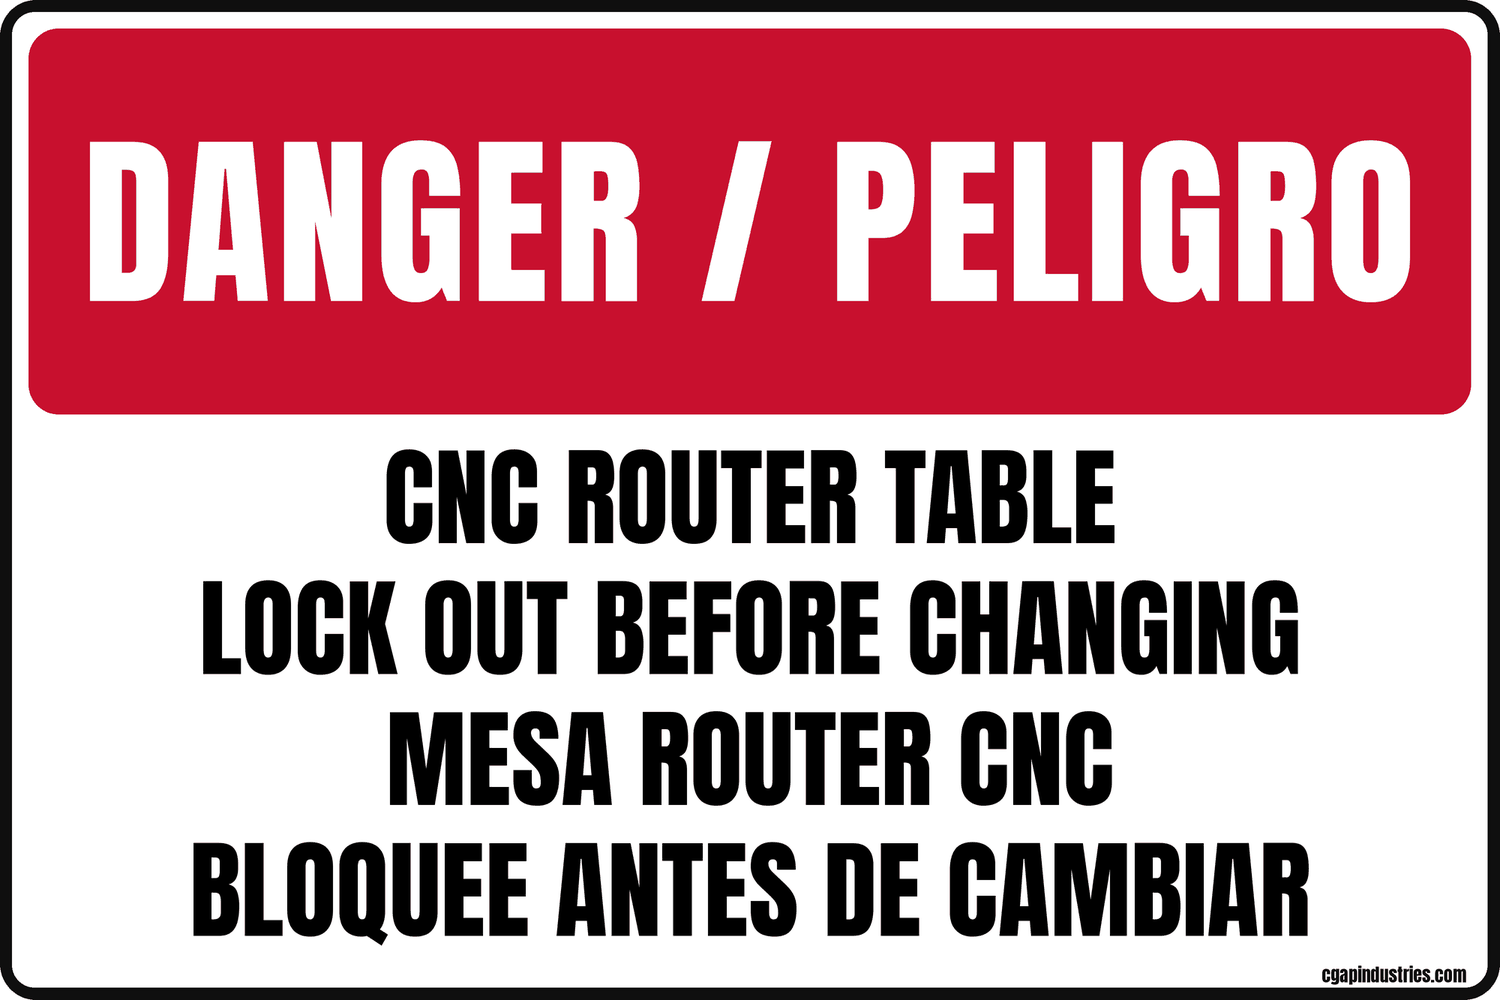 DANGER / PELIGRO
CNC ROUTER TABLE
LOCK OUT BEFORE CHANGING
MESA ROUTER CNC
BLOQUEE ANTES DE CAMBIAR
cgapindustries.com